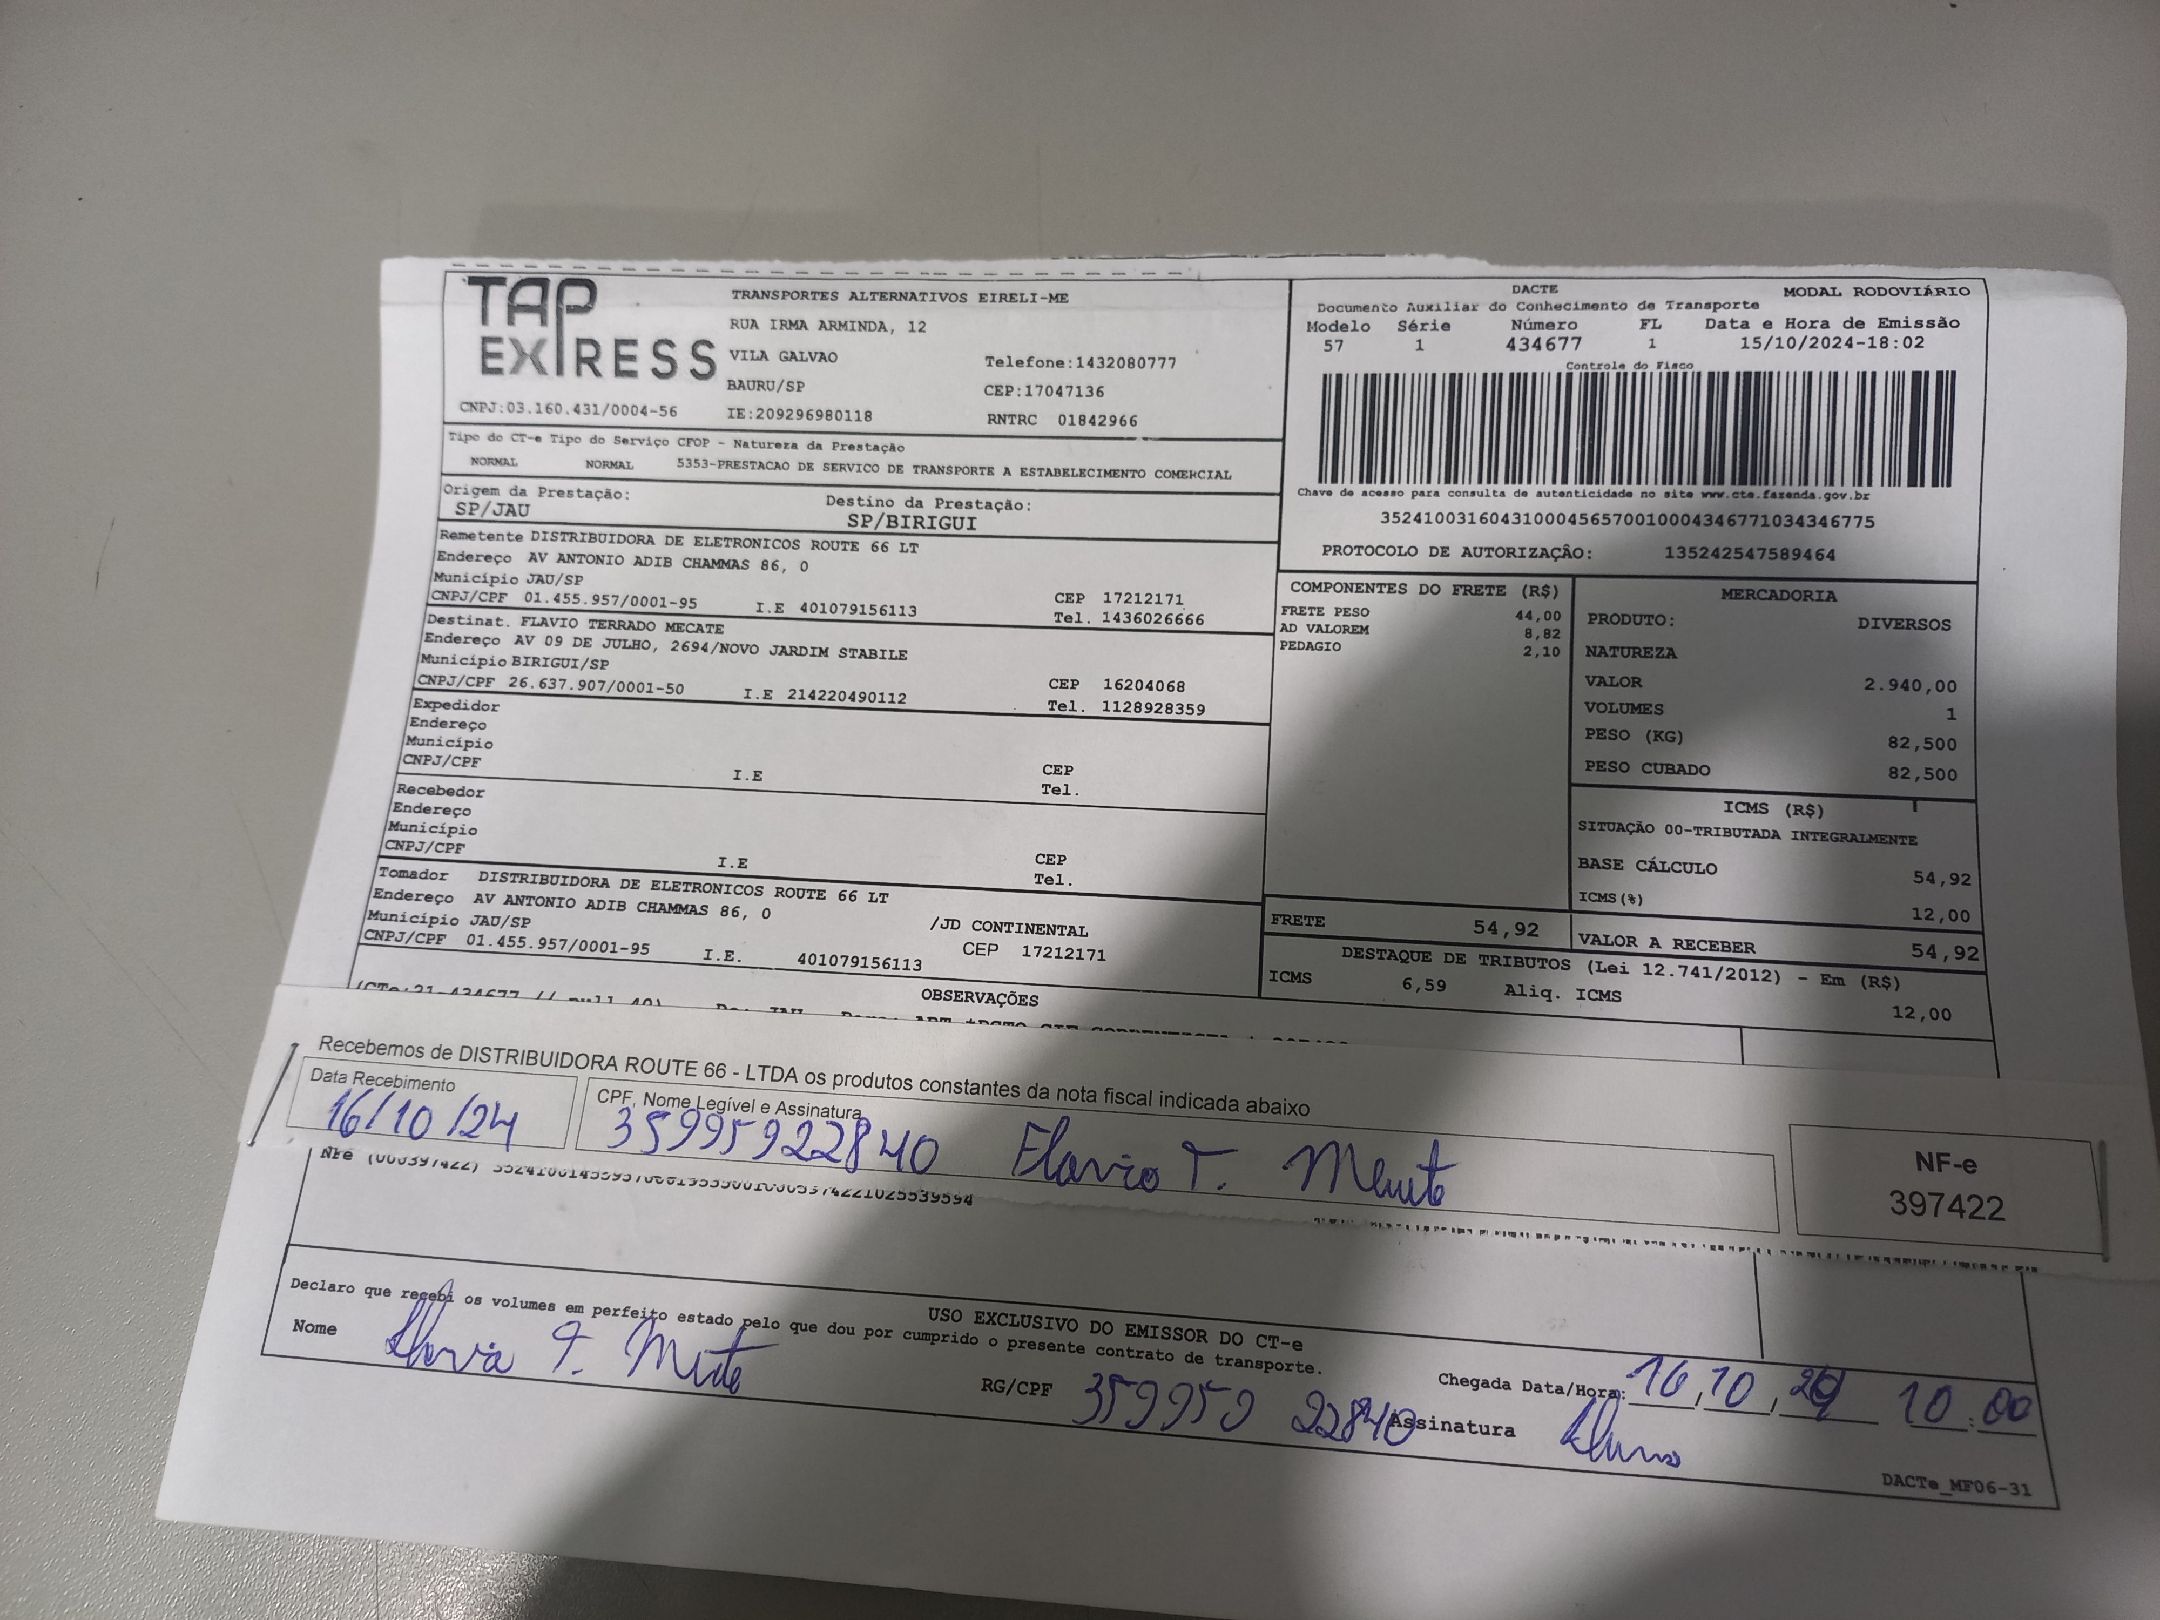 TAP EXPRESS
TRANSPORTES ALTERNATIVOS EIRELI-ME
RUA IRMA ARMINDA, 12
VILA GALVAO
Telefone:1432080777
BAURU/SP
CEP:17047136
CNPJ:03.160.431/0004-56
IE:209296980118
RNTRC 01842966
DACTE
MODAL RODOVIÁRIO
Documento Auxiliar do Conhecimento de Transporte
Modelo Série Número FL Data e Hora de Emissão
57 1 434677 1 15/10/2024-18:02
Controle do Fisco
Chave de acesso para consulta de autenticidade no site www.cte.fazenda.gov.br
35241003160431000456570010004346771034346775
PROTOCOLO DE AUTORIZAÇÃO: 135242547589464
Tipo do CT-e Tipo do Serviço CFOP - Natureza da Prestação
NORMAL NORMAL 5353-PRESTACAO DE SERVICO DE TRANSPORTE A ESTABELECIMENTO COMERCIAL
Origem da Prestação: Destino da Prestação:
SP/JAU SP/BIRIGUI
Remetente DISTRIBUIDORA DE ELETRONICOS ROUTE 66 LT
Endereço AV ANTONIO ADIB CHAMMAS 86, 0
Município JAU/SP CEP 17212171
CNPJ/CPF 01.455.957/0001-95 I.E 401079156113 Tel. 1436026666
Destinat. FLAVIO TERRADO MECATE
Endereço AV 09 DE JULHO, 2694/NOVO JARDIM STABILE
Município BIRIGUI/SP CEP 16204068
CNPJ/CPF 26.637.907/0001-50 I.E 214220490112 Tel. 1128928359
Expedidor
Endereço
Município CEP
CNPJ/CPF I.E Tel.
Recebedor
Endereço
Município CEP
CNPJ/CPF I.E Tel.
Tomador DISTRIBUIDORA DE ELETRONICOS ROUTE 66 LT
Endereço AV ANTONIO ADIB CHAMMAS 86, 0 /JD CONTINENTAL
Município JAU/SP CEP 17212171
CNPJ/CPF 01.455.957/0001-95 I.E. 401079156113
COMPONENTES DO FRETE (R$)
FRETE PESO 44,00
AD VALOREM 8,82
PEDAGIO 2,10
FRETE 54,92
MERCADORIA
PRODUTO: DIVERSOS
NATUREZA
VALOR 2.940,00
VOLUMES 1
PESO (KG) 82,500
PESO CUBADO 82,500
ICMS (R$)
SITUAÇÃO 00-TRIBUTADA INTEGRALMENTE
BASE CÁLCULO 54,92
ICMS(%) 12,00
VALOR A RECEBER 54,92
DESTAQUE DE TRIBUTOS (Lei 12.741/2012) - Em (R$)
ICMS 6,59 Aliq. ICMS 12,00
OBSERVAÇÕES
Recebemos de DISTRIBUIDORA ROUTE 66 - LTDA os produtos constantes da nota fiscal indicada abaixo
Data Recebimento
16/10/24
CPF, Nome Legível e Assinatura
35995922840 Flavio T.
NF-e
397422
USO EXCLUSIVO DO EMISSOR DO CT-e
Declaro que recebi os volumes em perfeito estado pelo que dou por cumprido o presente contrato de transporte.
Nome
RG/CPF 359959 22840
Chegada Data/Hora: 16,10,24 10:00
Assinatura
DACTe_MF06-31